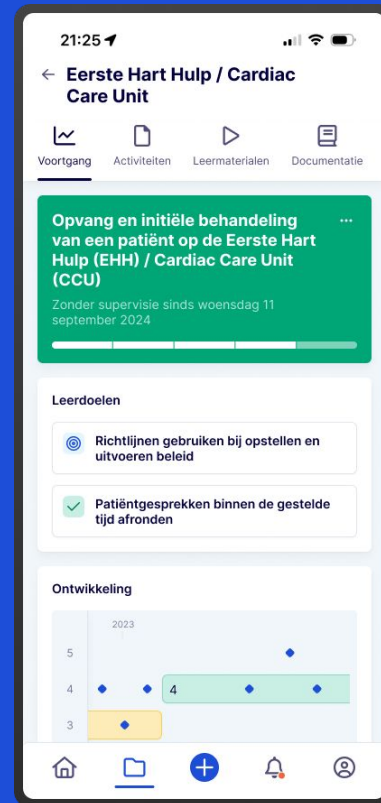 21:25
Eerste Hart Hulp / Cardiac
Care Unit
Voortgang
Activiteiten
Leermaterialen
Documentatie
Opvang en initiële behandeling
van een patiënt op de Eerste Hart
Hulp (EHH) / Cardiac Care Unit
(CCU)
Zonder supervisie sinds woensdag 11
september 2024
Leerdoelen
Richtlijnen gebruiken bij opstellen en
uitvoeren beleid
Patiëntgesprekken binnen de gestelde
tijd afronden
Ontwikkeling
2023
5
4
4
3